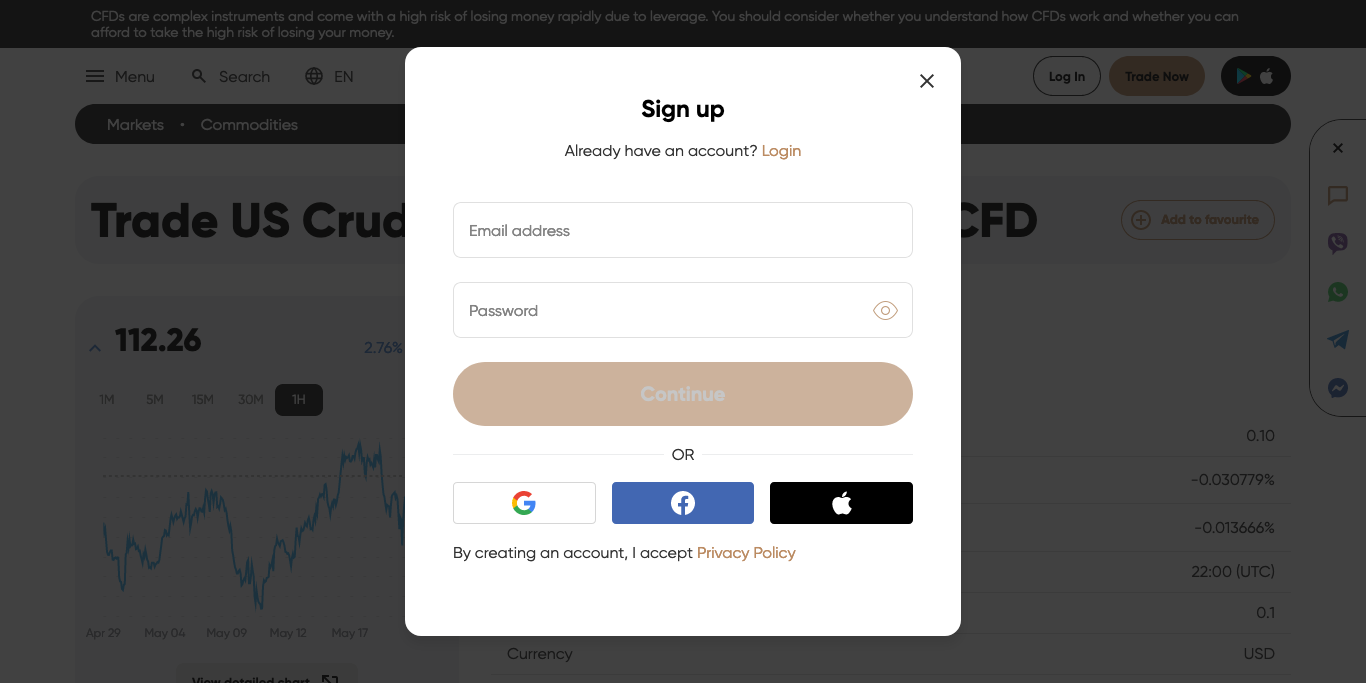 CFDs are complex instruments and come with a high risk of losing money rapidly due to leverage. You should consider whether you understand how CFDs work and whether you can
afford to take the high risk of losing your money.
Menu
Search
EN
Log In
Trade Now
Markets • Commodities
Trade US Crud
CFD
Add to favourite
112.26
2.76%
1M
5M
15M
30M
1H
Apr 29
May 04
May 09
May 12
May 17
View detailed chart
Sign up
Already have an account? Login
Email address
Password
Continue
OR
By creating an account, I accept Privacy Policy
0.10
-0.030779%
-0.013666%
22:00 (UTC)
0.1
Currency
USD